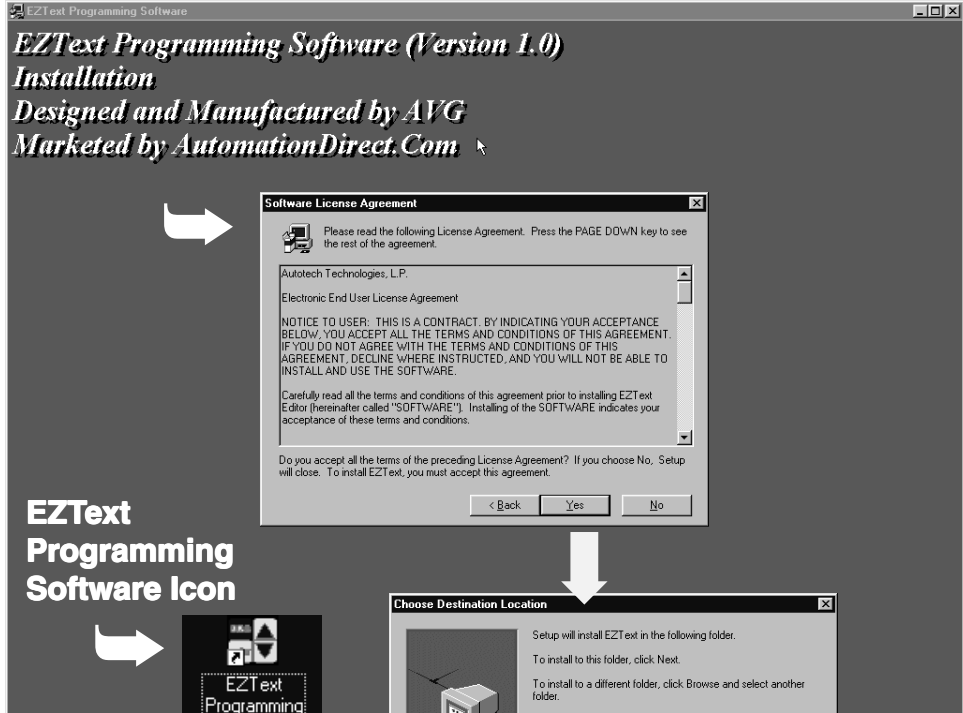 EZText Programming Software
EZText Programming Software (Version 1.0)
Installation
Designed and Manufactured by AVG
Marketed by AutomationDirect.Com
Software License Agreement
Please read the following License Agreement. Press the PAGE DOWN key to see
the rest of the agreement.
Autotech Technologies, L.P.
Electronic End User License Agreement
NOTICE TO USER: THIS IS A CONTRACT. BY INDICATING YOUR ACCEPTANCE
BELOW, YOU ACCEPT ALL THE TERMS AND CONDITIONS OF THIS AGREEMENT.
IF YOU DO NOT AGREE WITH THE TERMS AND CONDITIONS OF THIS
AGREEMENT, DECLINE WHERE INSTRUCTED, AND YOU WILL NOT BE ABLE TO
INSTALL AND USE THE SOFTWARE.
Carefully read all the terms and conditions of this agreement prior to installing EZText
Editor (hereinafter called "SOFTWARE"). Installing of the SOFTWARE indicates your
acceptance of these terms and conditions.
Do you accept all the terms of the preceding License Agreement? If you choose No, Setup
will close. To install EZText, you must accept this agreement.
< Back
Yes
No
EZText
Programming
Software Icon
EZText
Programming
Choose Destination Location
Setup will install EZText in the following folder.
To install to this folder, click Next.
To install to a different folder, click Browse and select another
folder.